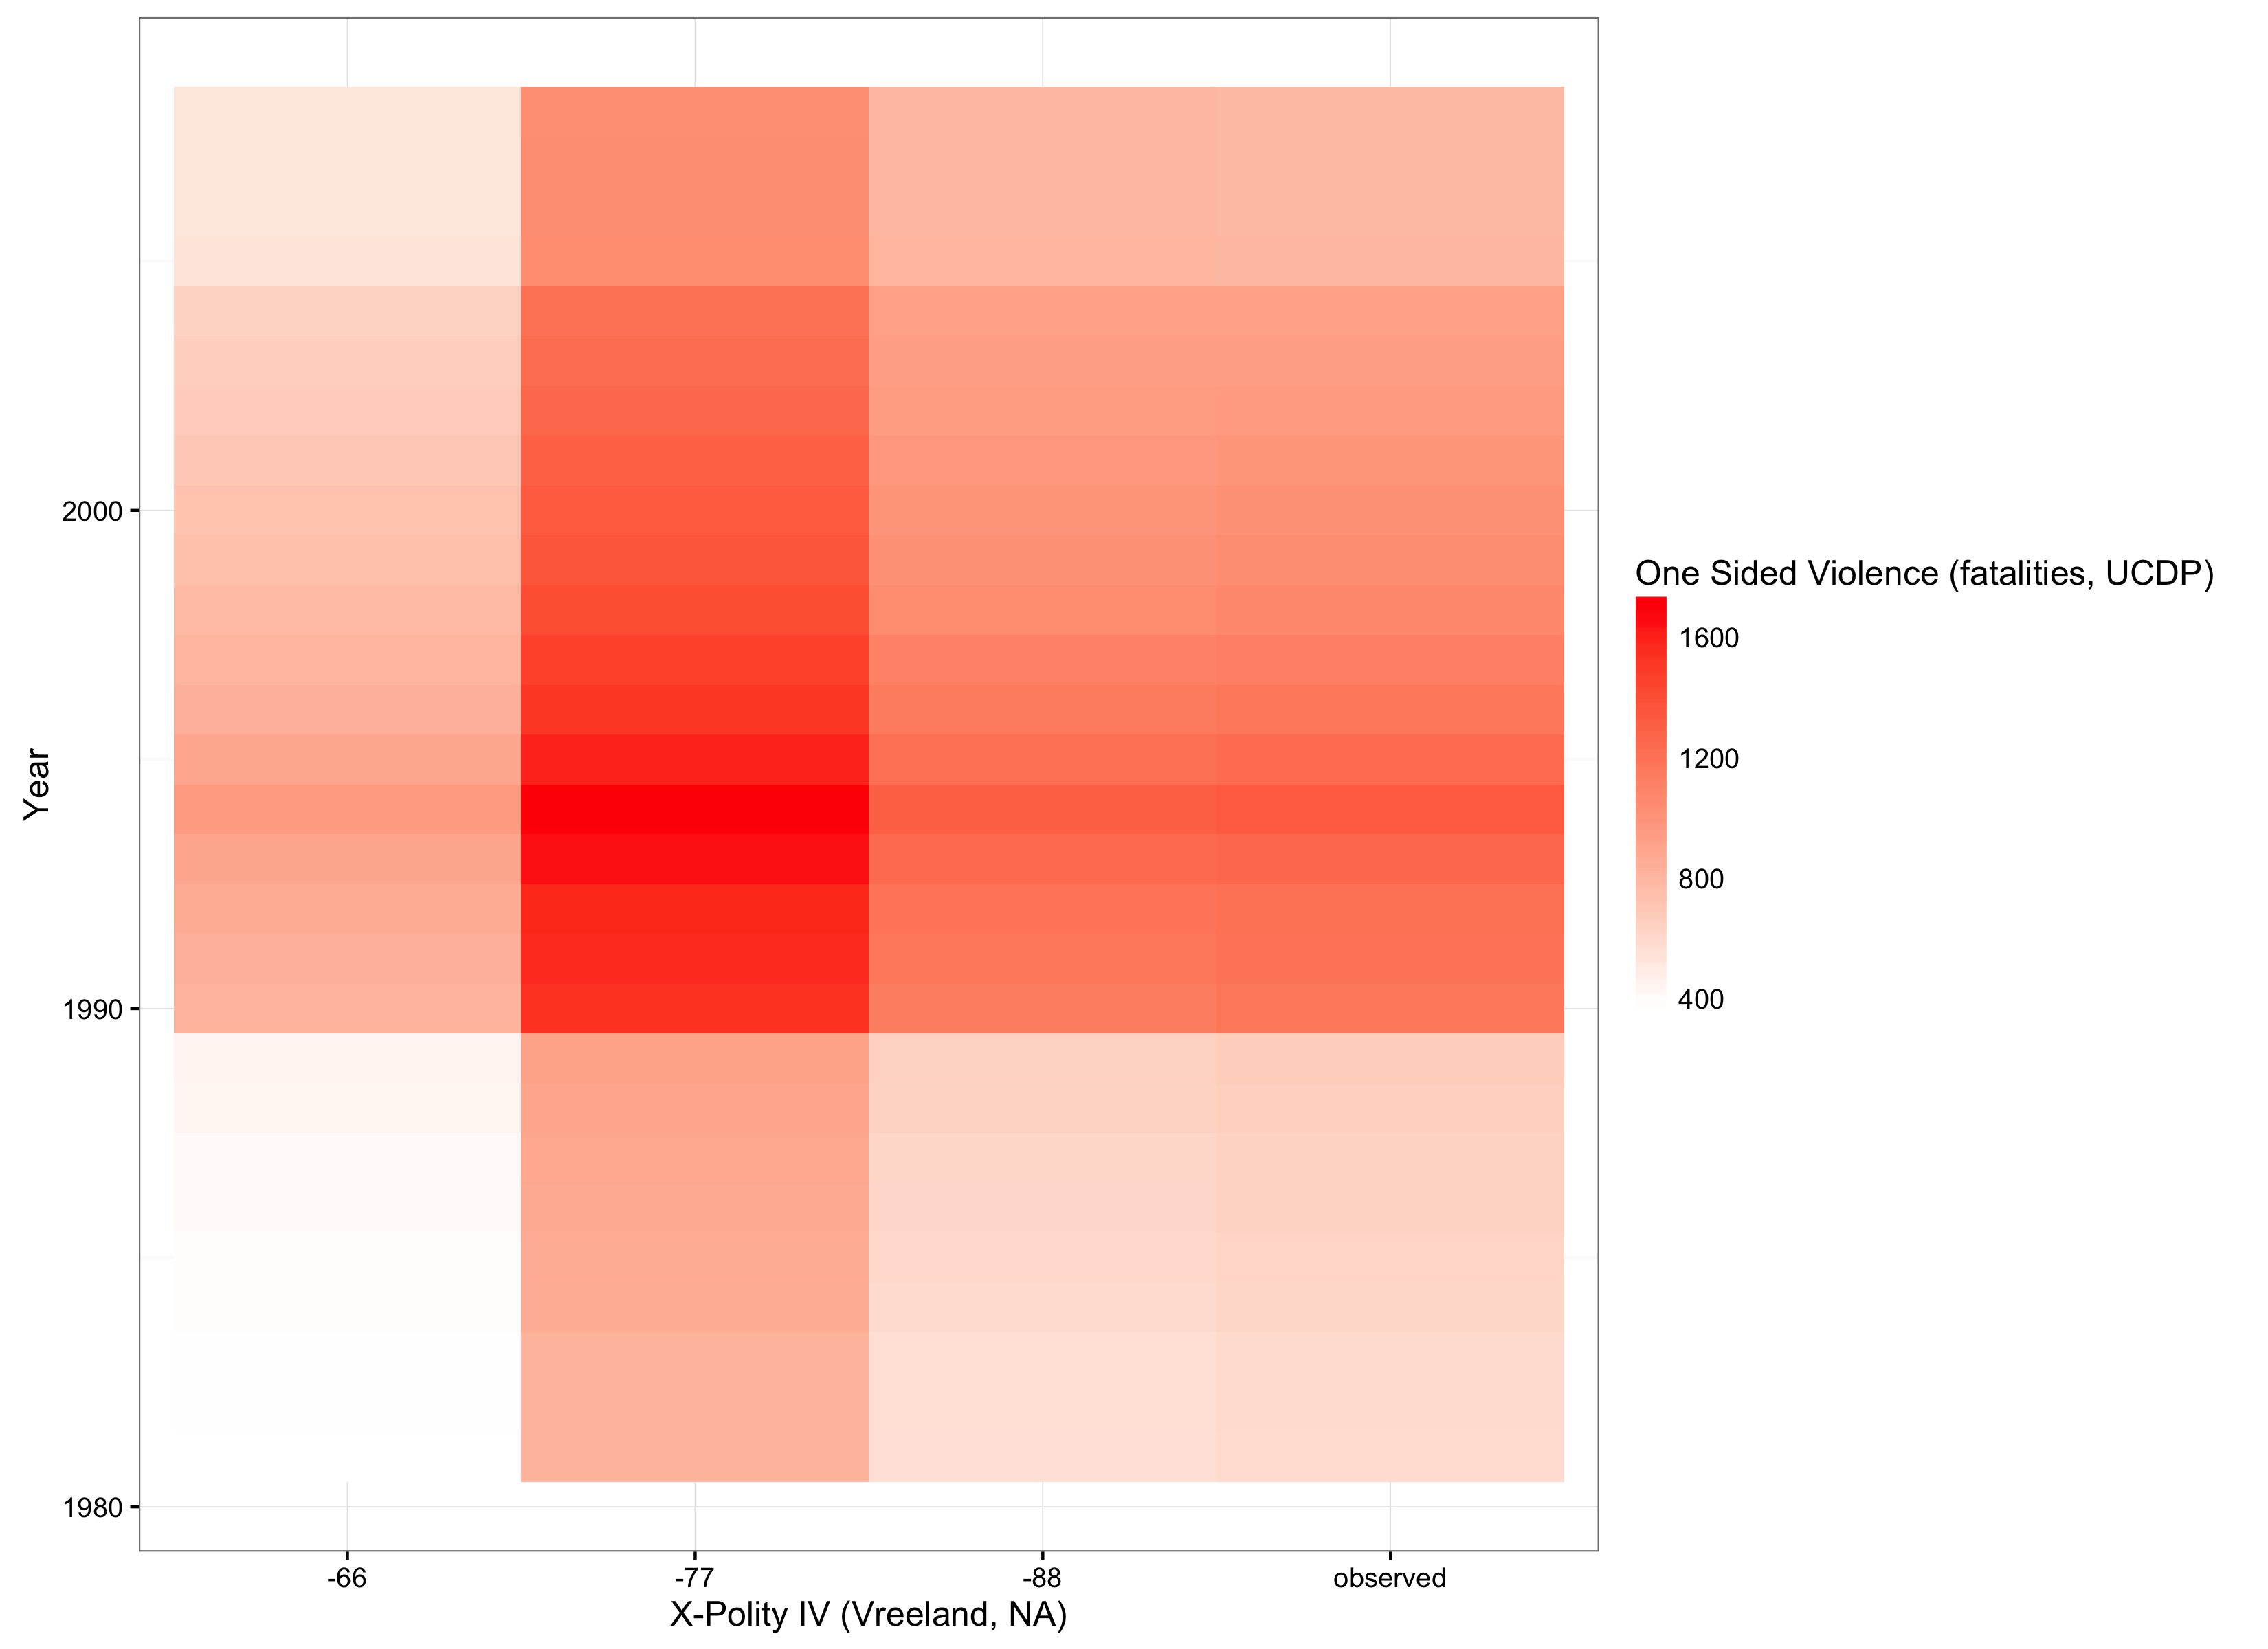 2000
1990
1980
Year
-66
-77
-88
observed
X-Polity IV (Vreeland, NA)
One Sided Violence (fatalities, UCDP)
1600
1200
800
400